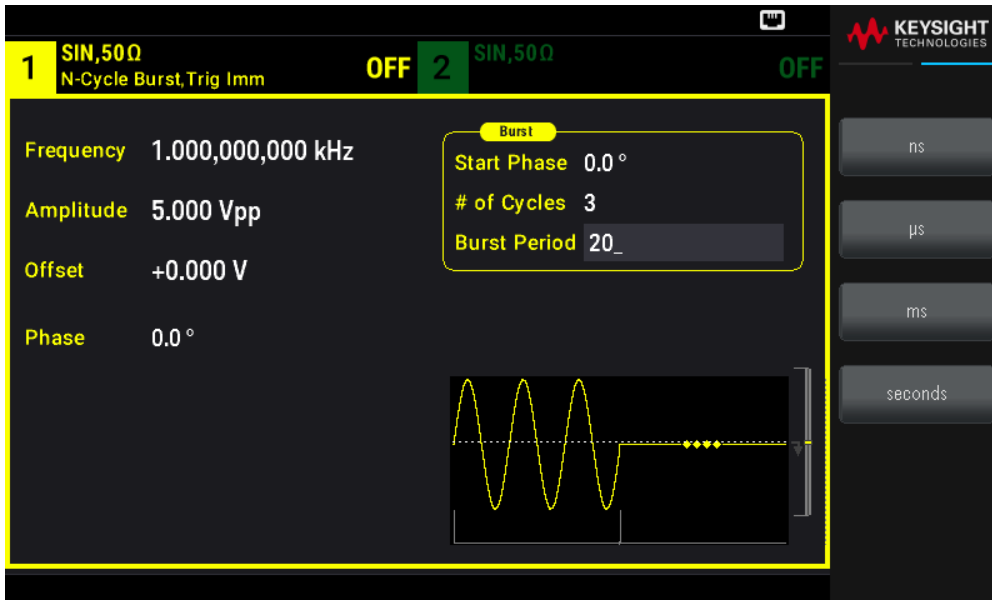 KEYSIGHT
TECHNOLOGIES
1 SIN,50Ω
N-Cycle Burst,Trig Imm OFF
2 SIN,50Ω OFF
Frequency 1.000,000,000 kHz
Amplitude 5.000 Vpp
Offset +0.000 V
Phase 0.0 °
Burst
Start Phase 0.0 °
# of Cycles 3
Burst Period 20_
ns
µs
ms
seconds